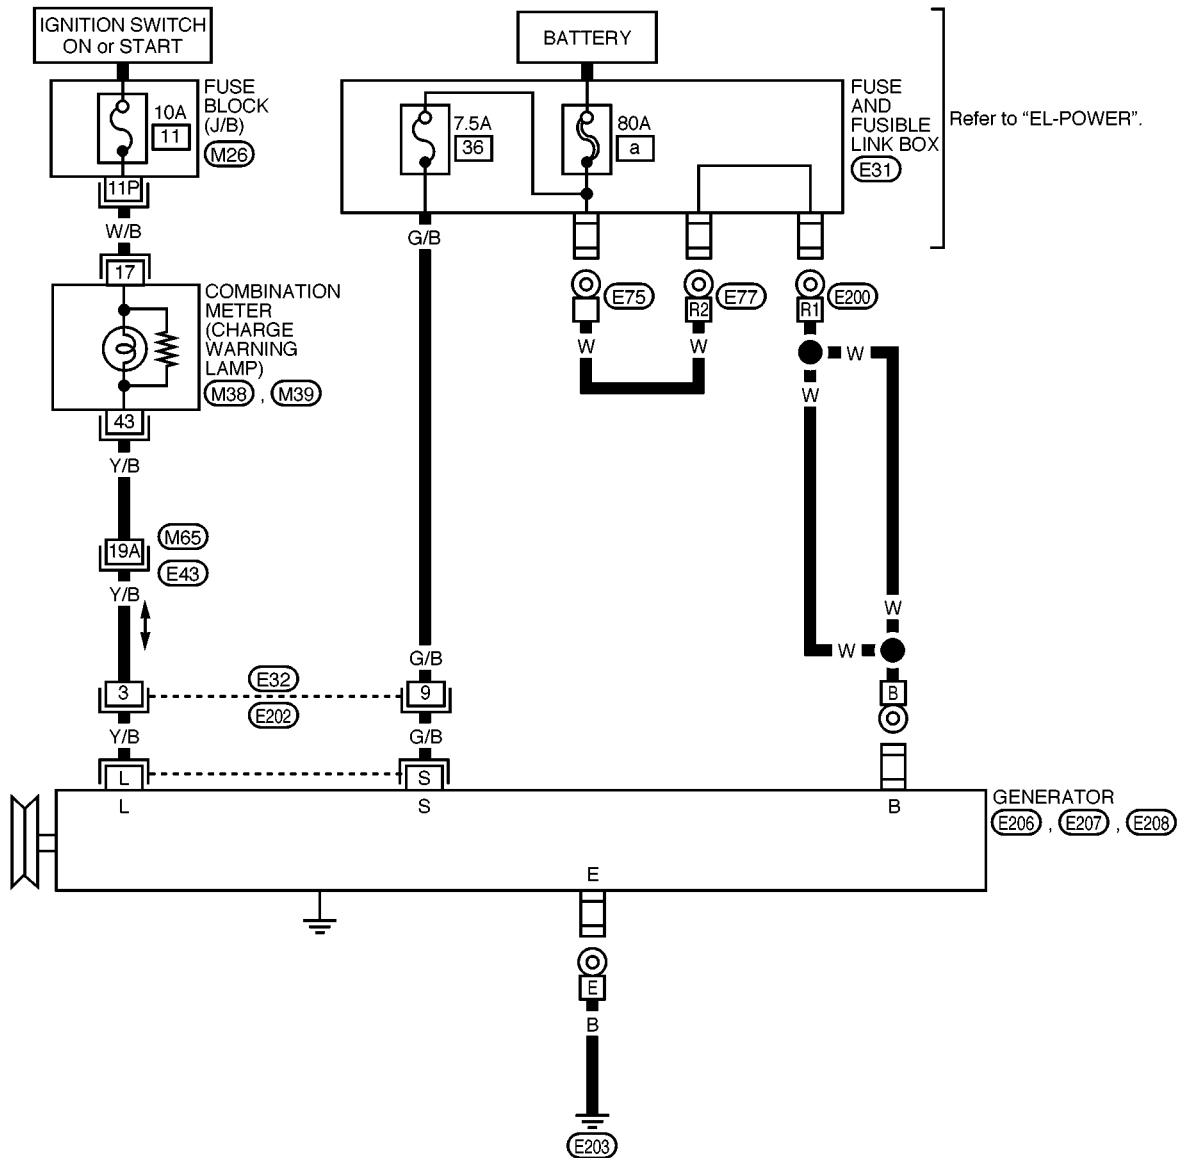 IGNITION SWITCH
ON or START
BATTERY
FUSE
BLOCK
(J/B)
M26
10A
11
11P
W/B
7.5A
36
80A
a
FUSE
AND
FUSIBLE
LINK BOX
E31
Refer to “EL-POWER”.
G/B
17
COMBINATION
METER
(CHARGE
WARNING
LAMP)
M38 , M39
43
Y/B
E75
E77
E200
R2
R1
W
W
W
W
19A
M65
E43
Y/B
W
W
G/B
3
E32
E202
9
B
Y/B
G/B
L
S
L
S
B
GENERATOR
E206 , E207 , E208
E
E
B
E203